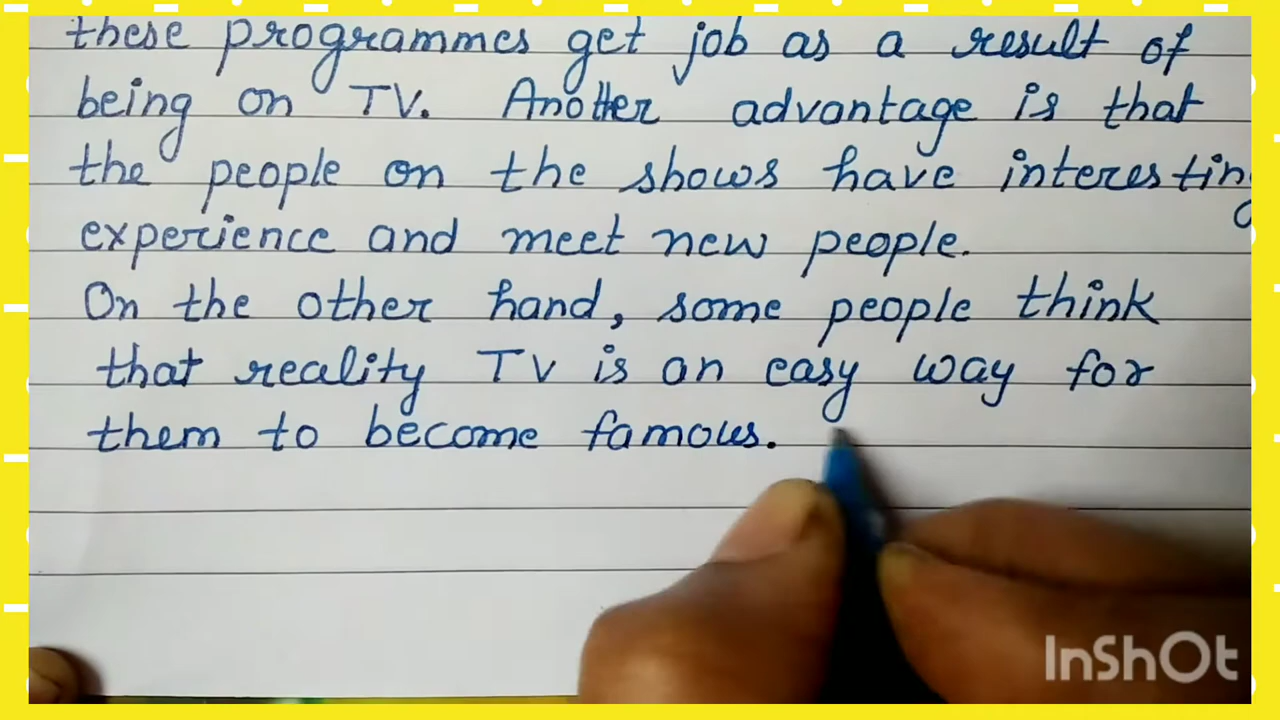 these programmes get job as a result of
being on TV. Another advantage is that
the people on the shows have interesting
experience and meet new people.
On the other hand, some people think
that reality TV is an easy way for
them to become famous.
InShOt